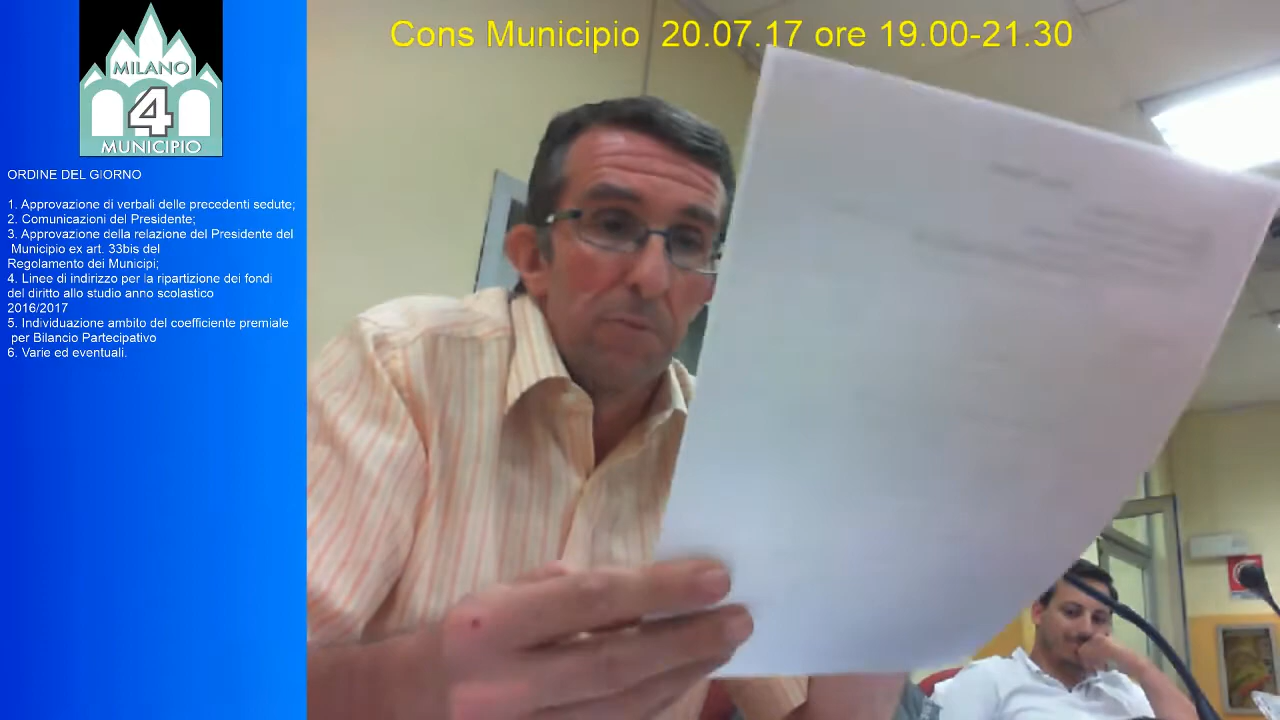 Cons Municipio 20.07.17 ore 19.00-21.30
MILANO
4
MUNICIPIO
ORDINE DEL GIORNO
1. Approvazione di verbali delle precedenti sedute;
2. Comunicazioni del Presidente;
3. Approvazione della relazione del Presidente del
Municipio ex art. 33bis del
Regolamento dei Municipi;
4. Linee di indirizzo per la ripartizione dei fondi
del diritto allo studio anno scolastico
2016/2017
5. Individuazione ambito del coefficiente premiale
per Bilancio Partecipativo
6. Varie ed eventuali.